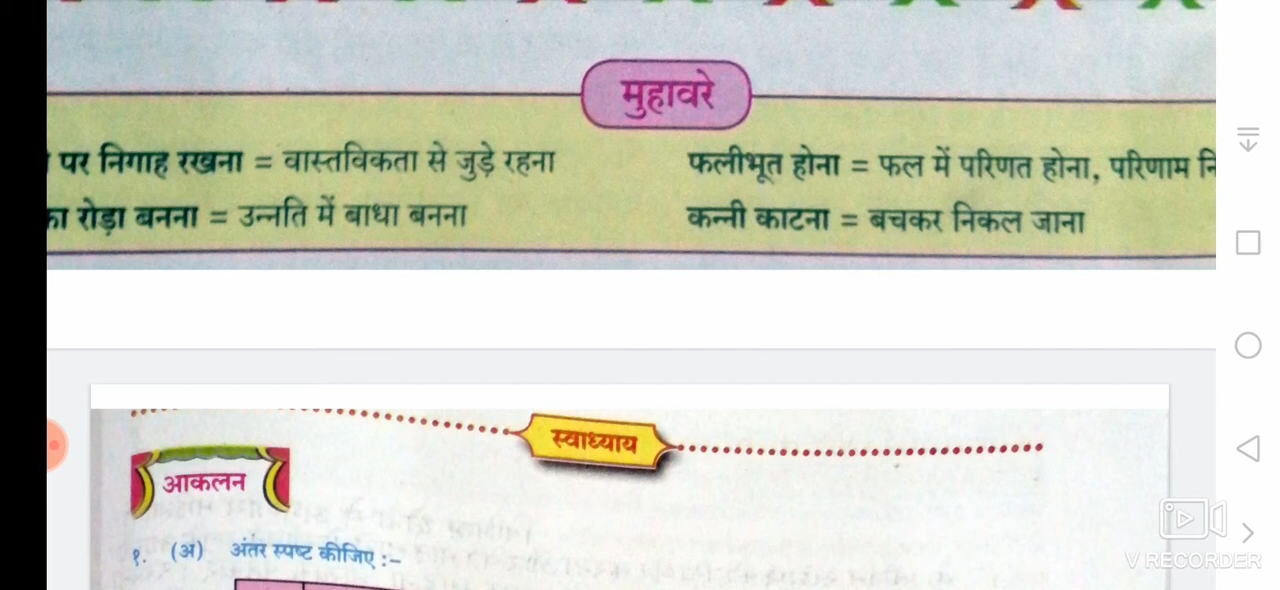 मुहावरे
पर निगाह रखना = वास्तविकता से जुड़े रहना
फलीभूत होना = फल में परिणत होना, परिणाम नि
का रोड़ा बनना = उन्नति में बाधा बनना
कन्नी काटना = बचकर निकल जाना
स्वाध्याय
आकलन
१. (अ) अंतर स्पष्ट कीजिए :-
V RECORDER